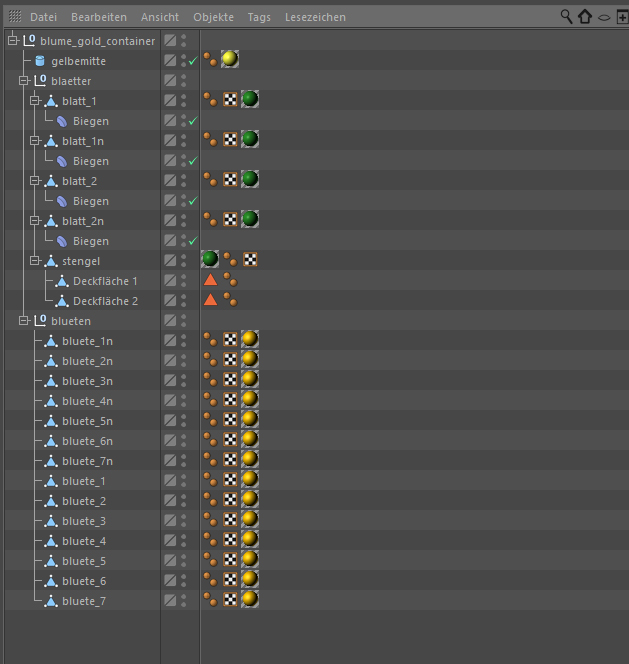 Datei Bearbeiten Ansicht Objekte Tags Lesezeichen
blume_gold_container
gelbemitte
blaetter
blatt_1
Biegen
blatt_1n
Biegen
blatt_2
Biegen
blatt_2n
Biegen
stengel
Deckfläche 1
Deckfläche 2
blueten
bluete_1n
bluete_2n
bluete_3n
bluete_4n
bluete_5n
bluete_6n
bluete_7n
bluete_1
bluete_2
bluete_3
bluete_4
bluete_5
bluete_6
bluete_7